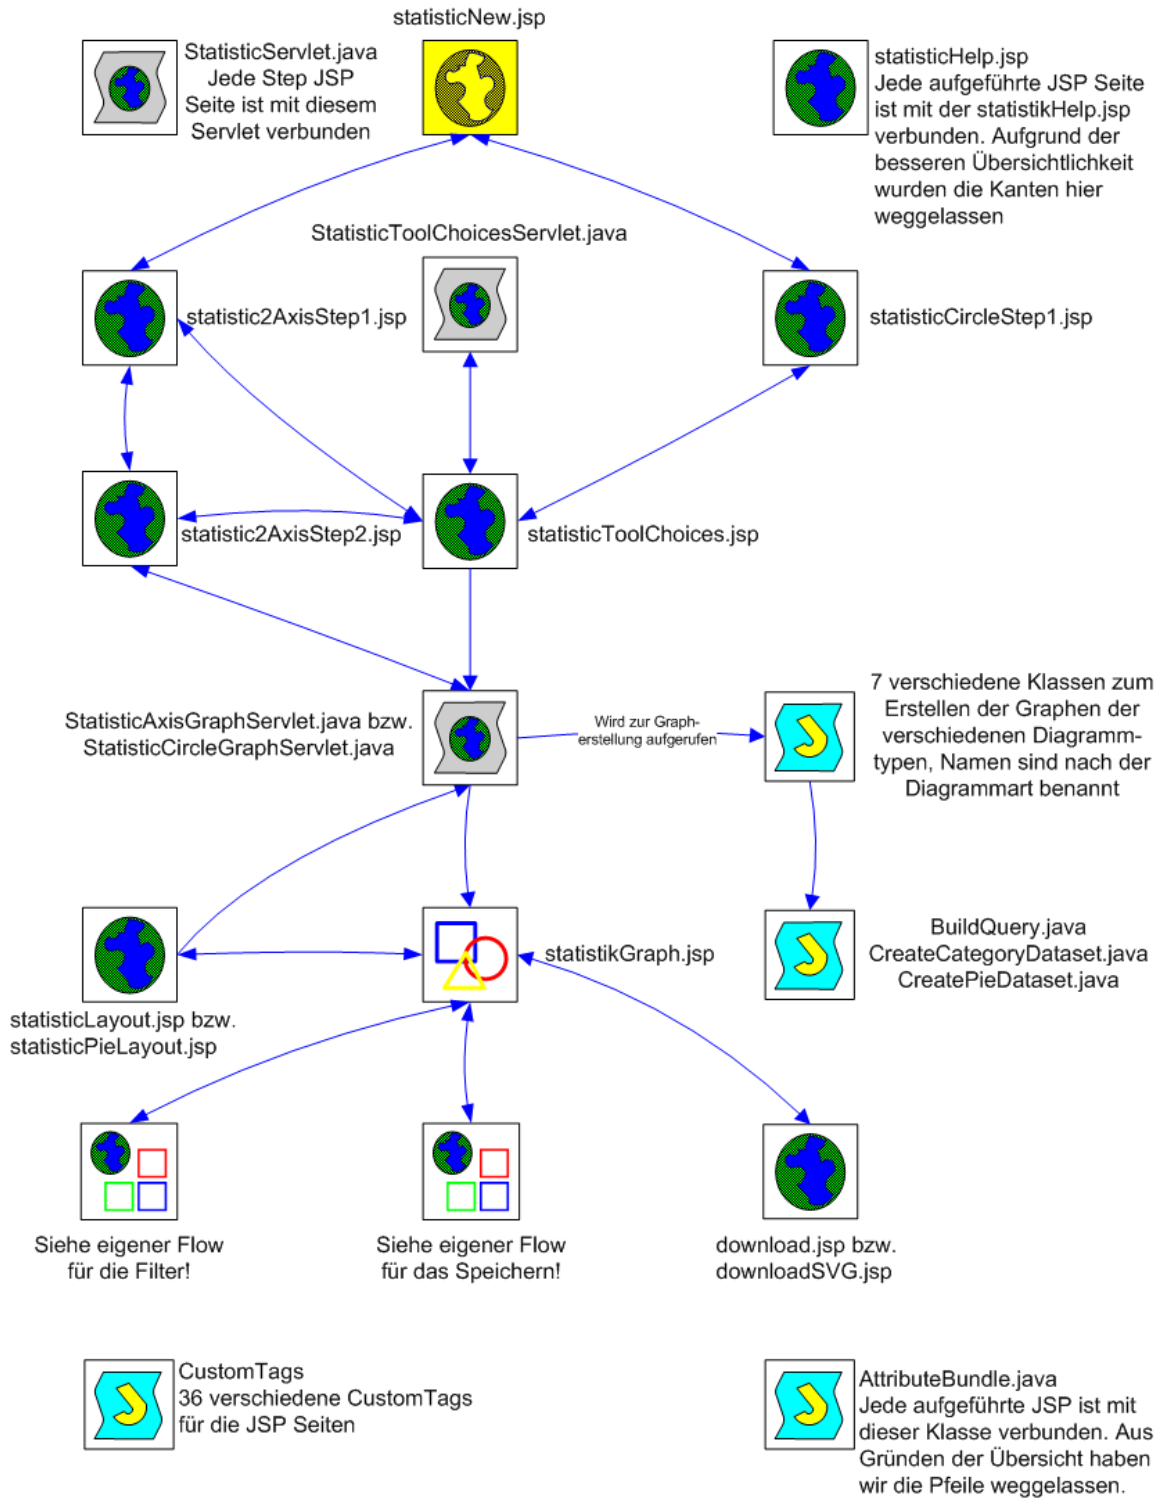 statisticNew.jsp
StatisticServlet.java
Jede Step JSP
Seite ist mit diesem
Servlet verbunden
statisticHelp.jsp
Jede aufgeführte JSP Seite
ist mit der statistikHelp.jsp
verbunden. Aufgrund der
besseren Übersichtlichkeit
wurden die Kanten hier
weggelassen
StatisticToolChoicesServlet.java
statistic2AxisStep1.jsp
statisticCircleStep1.jsp
statistic2AxisStep2.jsp
statisticToolChoices.jsp
StatisticAxisGraphServlet.java bzw.
StatisticCircleGraphServlet.java
Wird zur Graph-
erstellung aufgerufen
7 verschiedene Klassen zum
Erstellen der Graphen der
verschiedenen Diagramm-
typen, Namen sind nach der
Diagrammart benannt
statisticLayout.jsp bzw.
statisticPieLayout.jsp
statistikGraph.jsp
BuildQuery.java
CreateCategoryDataset.java
CreatePieDataset.java
Siehe eigener Flow
für die Filter!
Siehe eigener Flow
für das Speichern!
download.jsp bzw.
downloadSVG.jsp
CustomTags
36 verschiedene CustomTags
für die JSP Seiten
AttributeBundle.java
Jede aufgeführte JSP ist mit
dieser Klasse verbunden. Aus
Gründen der Übersicht haben
wir die Pfeile weggelassen.